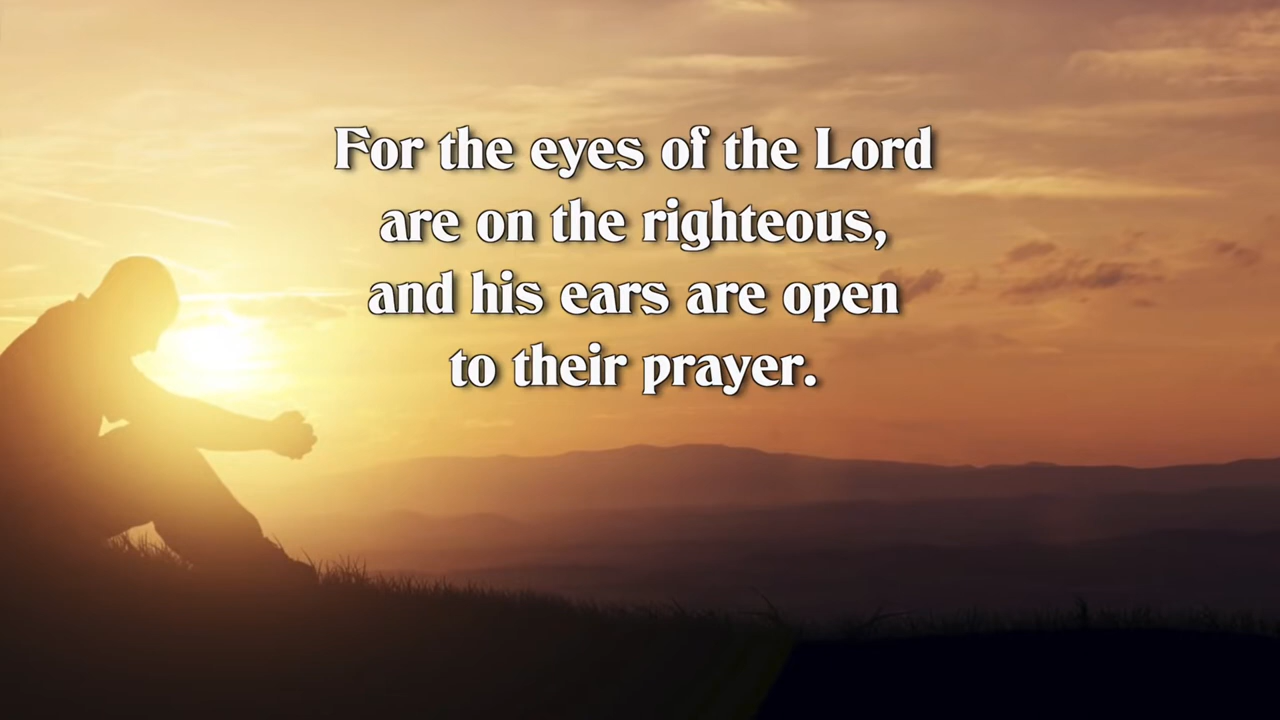 For the eyes of the Lord
are on the righteous,
and his ears are open
to their prayer.